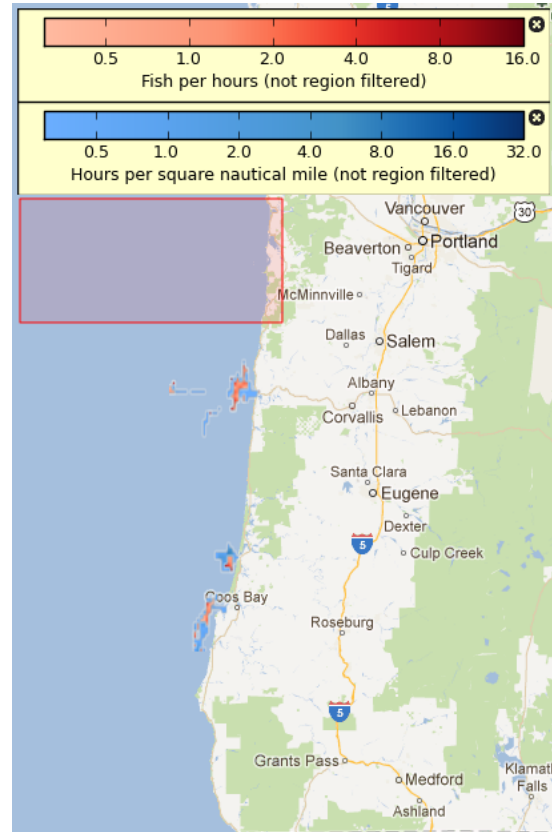 0.5 1.0 2.0 4.0 8.0 16.0
Fish per hours (not region filtered)
0.5 1.0 2.0 4.0 8.0 16.0 32.0
Hours per square nautical mile (not region filtered)
Vancouver
30
Beaverton
Portland
Tigard
McMinnville
Dallas
Salem
Albany
Corvallis
Lebanon
Santa Clara
Eugene
Dexter
5
Culp Creek
Coos Bay
Roseburg
5
Grants Pass
Medford
Klamath
Falls
Ashland